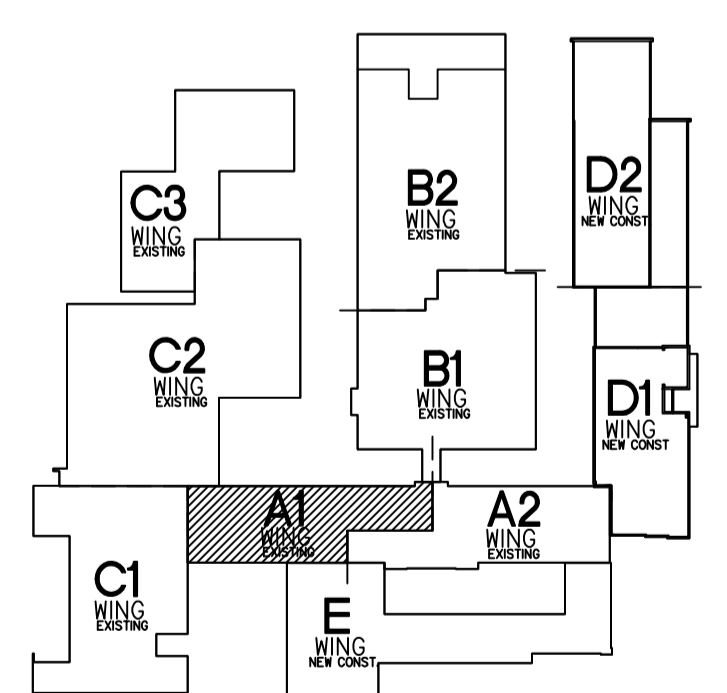 C3
WING
EXISTING
B2
WING
EXISTING
D2
WING
NEW CONST
C2
WING
EXISTING
B1
WING
EXISTING
D1
WING
NEW CONST
A1
WING
EXISTING
A2
WING
EXISTING
C1
WING
EXISTING
E
WING
NEW CONST.